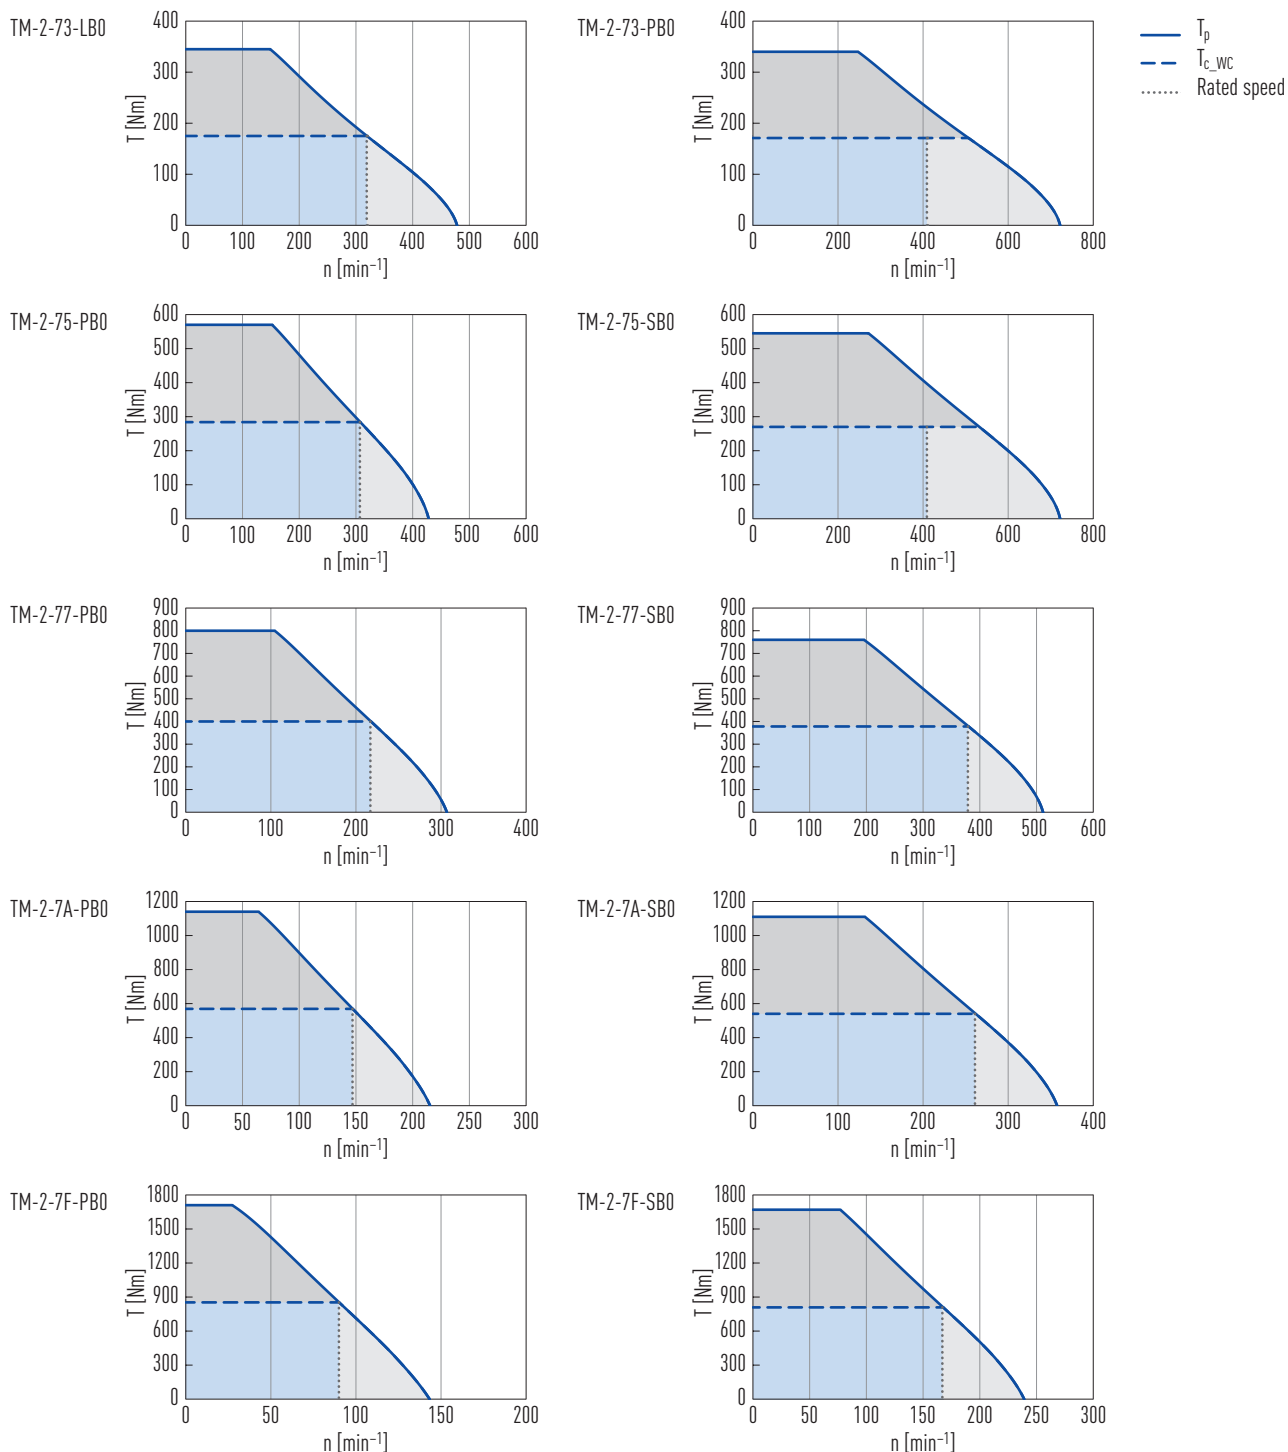 TM-2-73-LB0
T [Nm]
400
300
200
100
0
0 100 200 300 400 500 600
n [min⁻¹]
TM-2-73-PB0
T [Nm]
400
300
200
100
0
0 200 400 600 800
n [min⁻¹]
T_p
T_c_WC
Rated speed
TM-2-75-PB0
T [Nm]
600
500
400
300
200
100
0
0 100 200 300 400 500 600
n [min⁻¹]
TM-2-75-SB0
T [Nm]
600
500
400
300
200
100
0
0 200 400 600 800
n [min⁻¹]
TM-2-77-PB0
T [Nm]
900
800
700
600
500
400
300
200
100
0
0 100 200 300 400
n [min⁻¹]
TM-2-77-SB0
T [Nm]
900
800
700
600
500
400
300
200
100
0
0 100 200 300 400 500 600
n [min⁻¹]
TM-2-7A-PB0
T [Nm]
1200
1000
800
600
400
200
0
0 50 100 150 200 250 300
n [min⁻¹]
TM-2-7A-SB0
T [Nm]
1200
1000
800
600
400
200
0
0 100 200 300 400
n [min⁻¹]
TM-2-7F-PB0
T [Nm]
1800
1500
1200
900
600
300
0
0 50 100 150 200
n [min⁻¹]
TM-2-7F-SB0
T [Nm]
1800
1500
1200
900
600
300
0
0 50 100 150 200 250 300
n [min⁻¹]